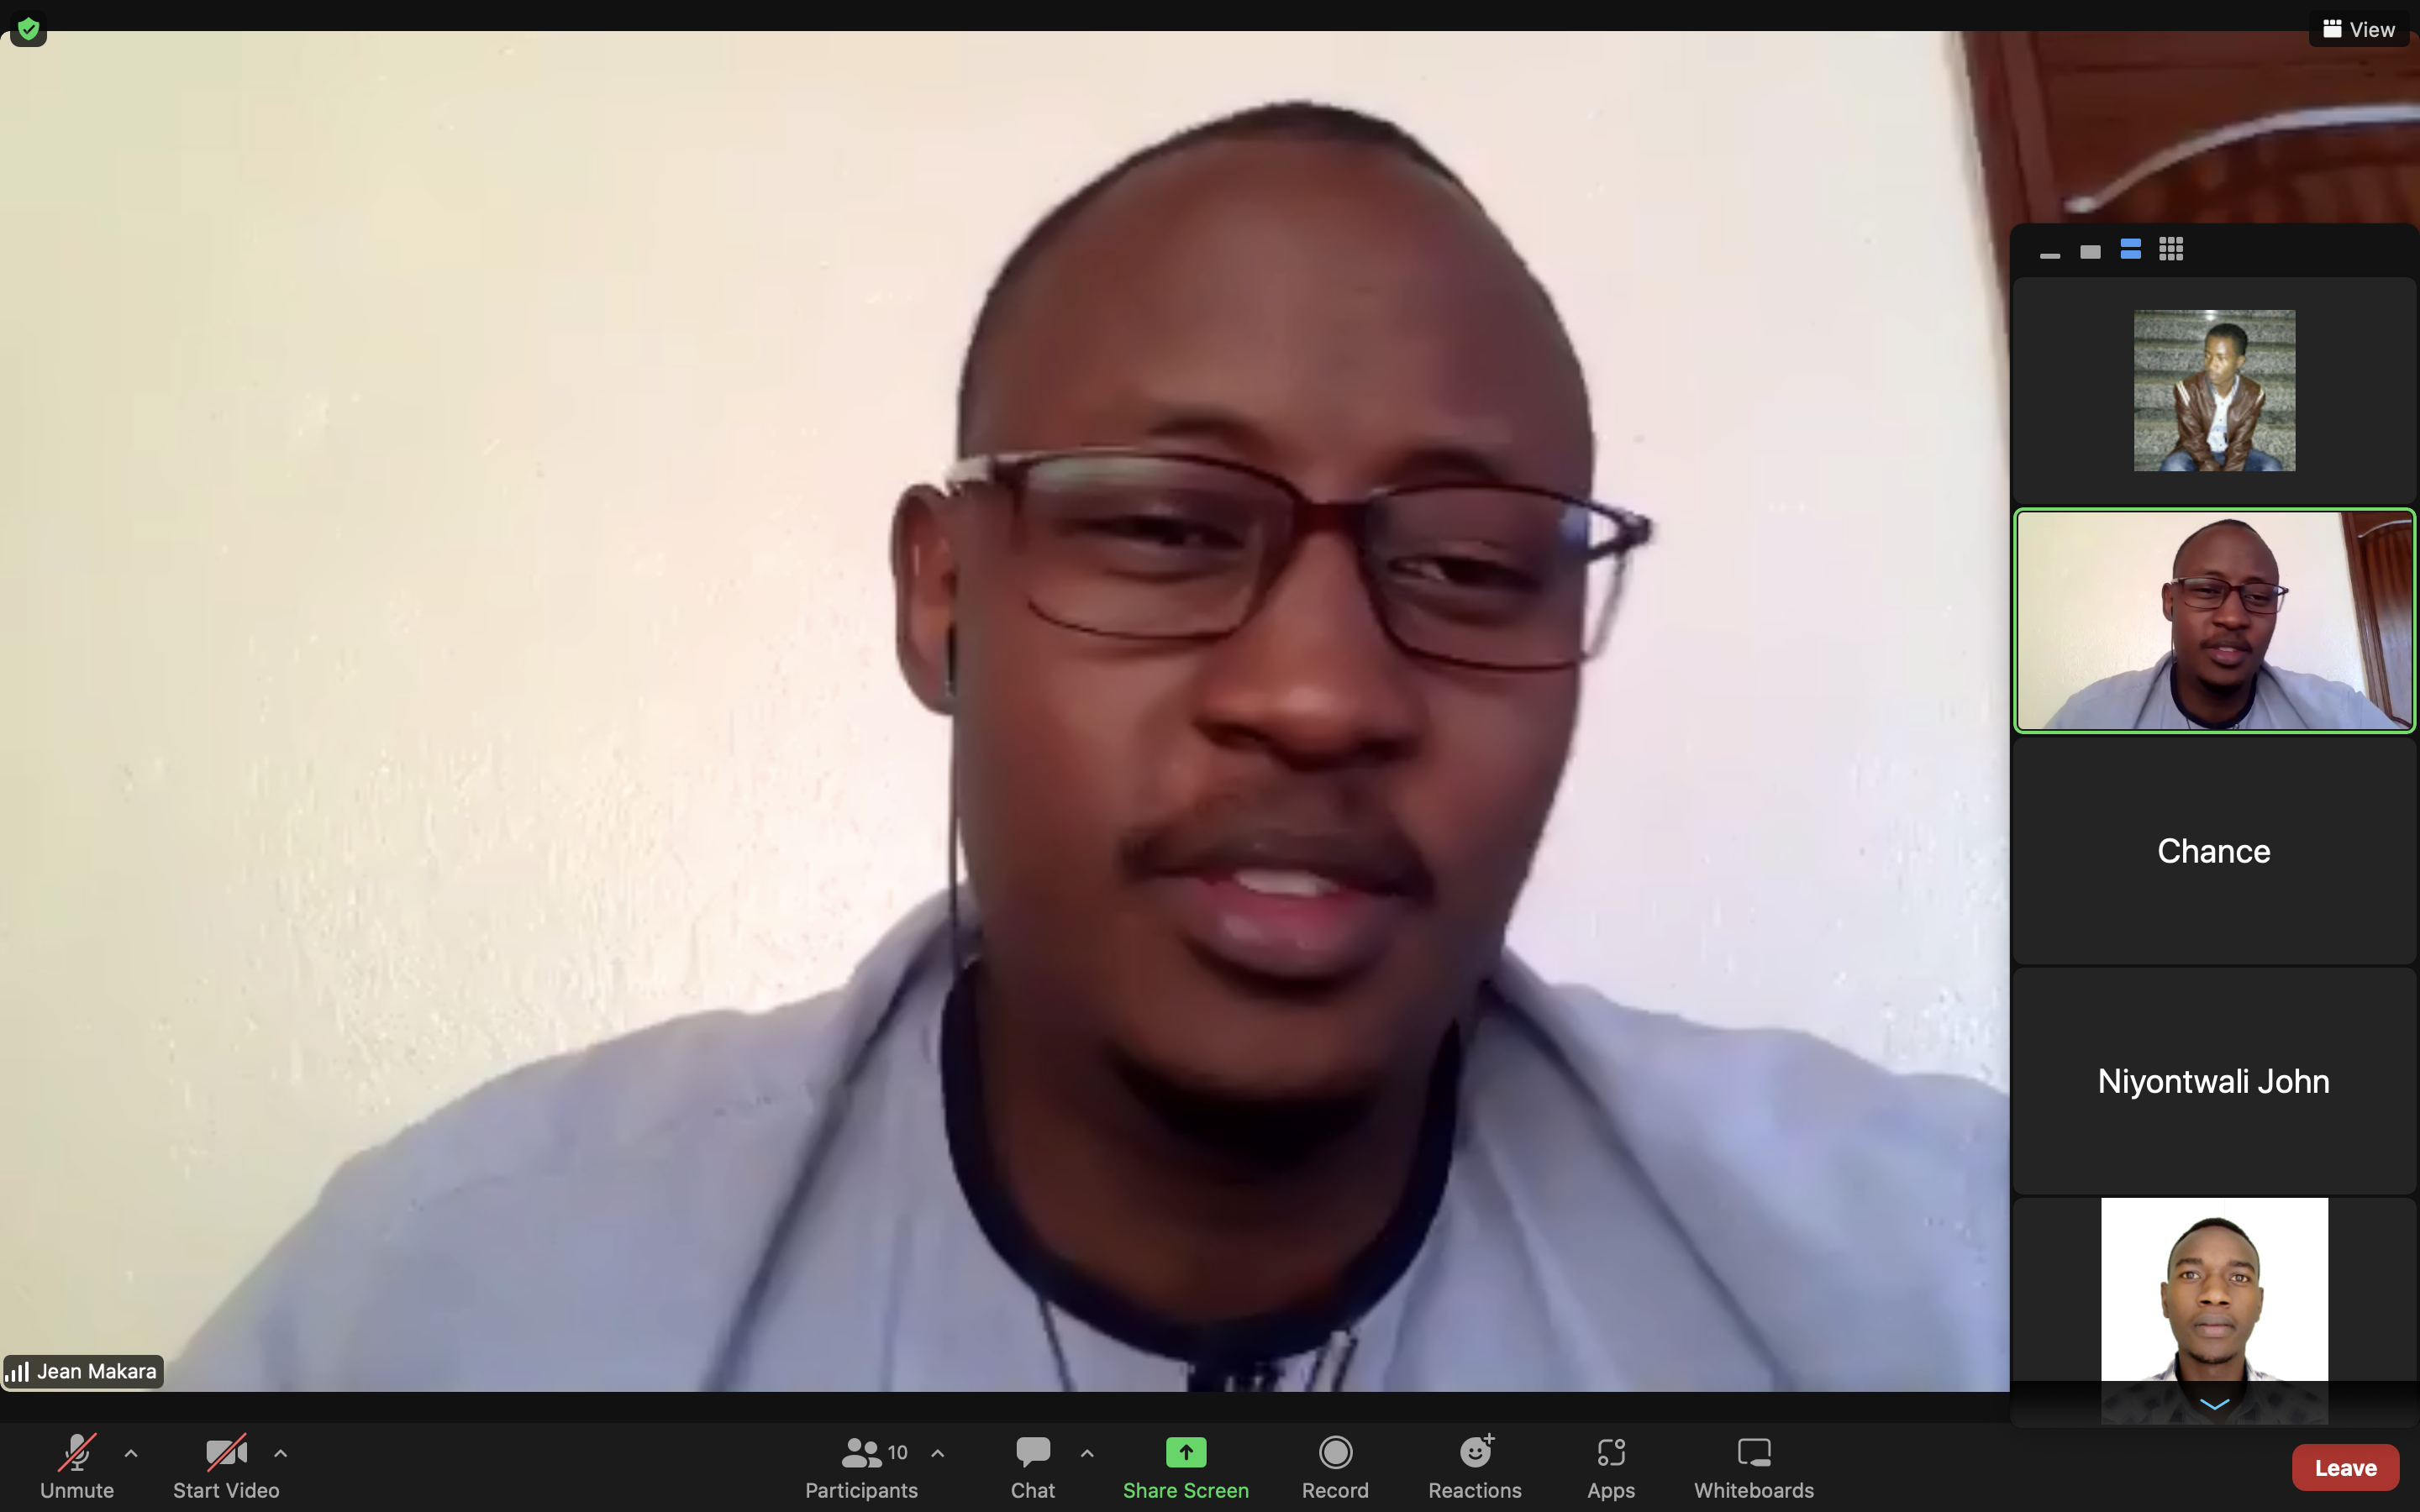 View
Chance
Niyontwali John
Jean Makara
Unmute
Start Video
10
Participants
Chat
Share Screen
Record
Reactions
Apps
Whiteboards
Leave